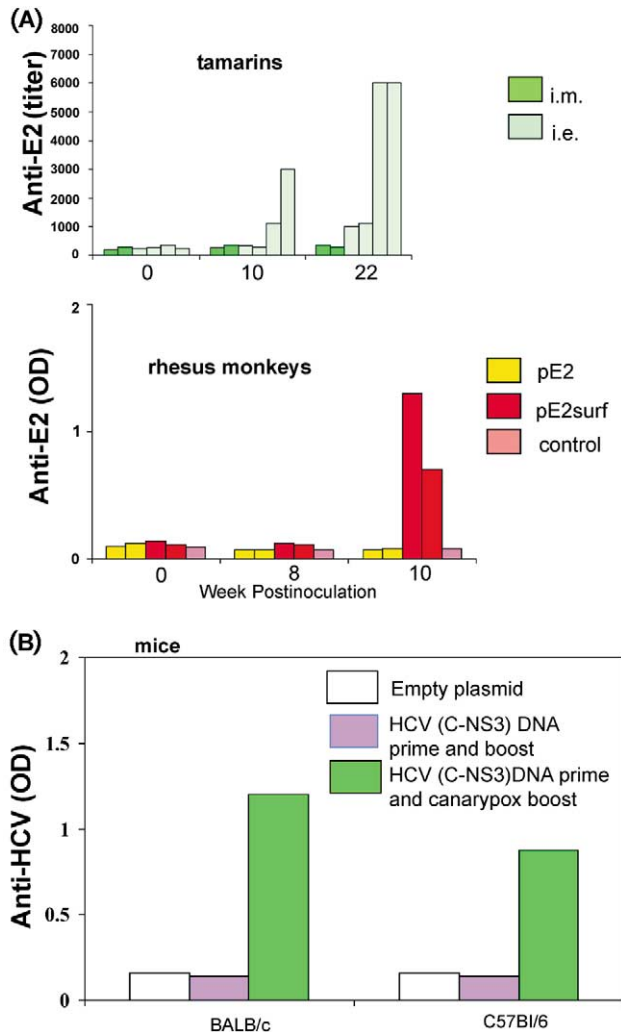 (A)
tamarins
Anti-E2 (titer)
8000
7000
6000
5000
4000
3000
2000
1000
0
0 10 22
i.m.
i.e.
rhesus monkeys
Anti-E2 (OD)
2
1
0
0 8 10
Week Postinoculation
pE2
pE2surf
control
(B)
mice
Anti-HCV (OD)
2
1.5
1
0.5
0
Empty plasmid
HCV (C-NS3) DNA
prime and boost
HCV (C-NS3)DNA prime
and canarypox boost
BALB/c C57Bl/6